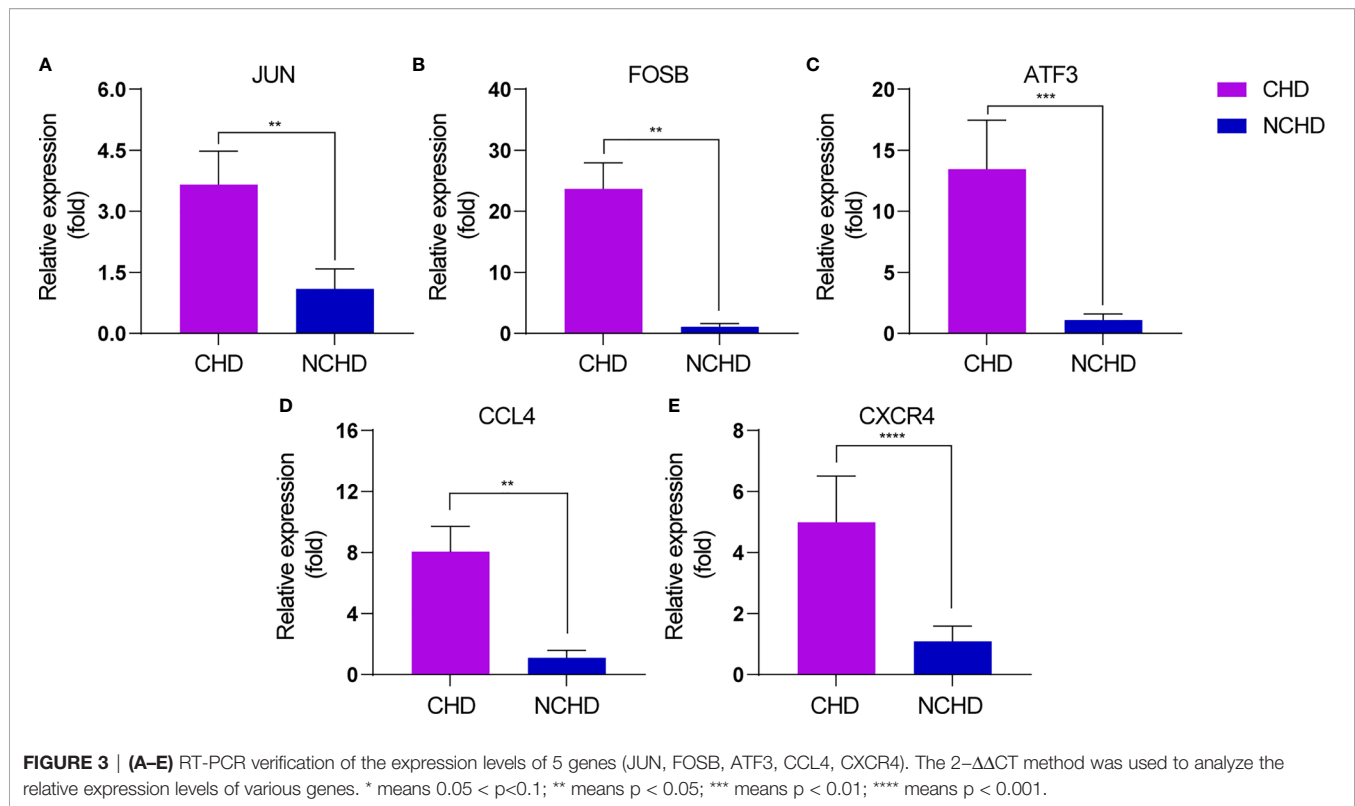 A
JUN
6.0
4.5
3.0
1.5
0.0
Relative expression
(fold)
**
CHD
NCHD
B
FOSB
40
30
20
10
0
Relative expression
(fold)
**
CHD
NCHD
C
ATF3
20
15
10
5
0
Relative expression
(fold)
***
CHD
NCHD
CHD
NCHD
D
CCL4
16
12
8
4
0
Relative expression
(fold)
**
CHD
NCHD
E
CXCR4
8
6
4
2
0
Relative expression
(fold)
****
CHD
NCHD
FIGURE 3 | (A–E) RT-PCR verification of the expression levels of 5 genes (JUN, FOSB, ATF3, CCL4, CXCR4). The 2–ΔΔCT method was used to analyze the
relative expression levels of various genes. * means 0.05 < p<0.1; ** means p < 0.05; *** means p < 0.01; **** means p < 0.001.